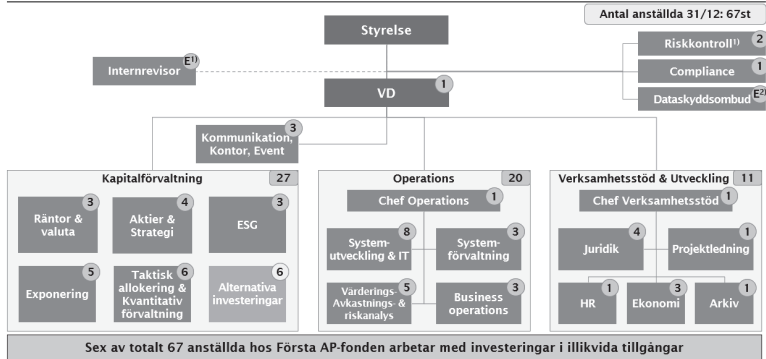 Antal anställda 31/12: 67st
Styrelse
Riskkontroll¹⁾ 2
Internrevisor E¹⁾
Compliance 1
VD 1
Dataskyddsombud E²⁾
Kommunikation, 3
Kontor, Event
Kapitalförvaltning 27
Räntor & 3
valuta
Aktier & 4
Strategi
ESG 3
Exponering 5
Taktisk 6
allokering &
Kvantitativ
förvaltning
Alternativa 6
investeringar
Operations 20
Chef Operations 1
System- 8
utveckling & IT
System- 3
förvaltning
Värderings- 5
Avkastnings- &
riskanalys
Business 3
operations
Verksamhetsstöd & Utveckling 11
Chef Verksamhetsstöd 1
Juridik 4
Projektledning 1
HR 1
Ekonomi 3
Arkiv 1
Sex av totalt 67 anställda hos Första AP-fonden arbetar med investeringar i illikvida tillgångar